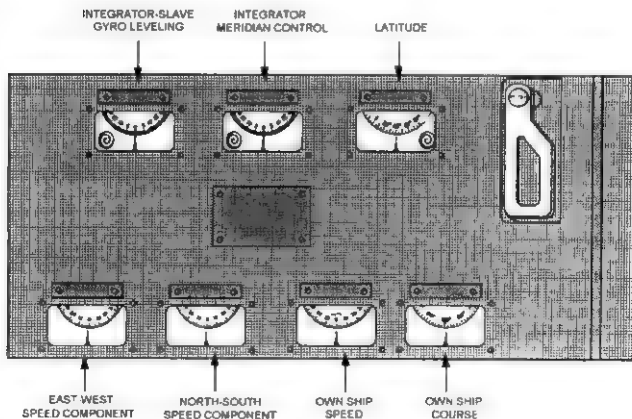 INTEGRATOR-SLAVE
GYRO LEVELING
INTEGRATOR
MERIDIAN CONTROL
LATITUDE
EAST-WEST
SPEED COMPONENT
NORTH-SOUTH
SPEED COMPONENT
OWN SHIP
SPEED
OWN SHIP
COURSE